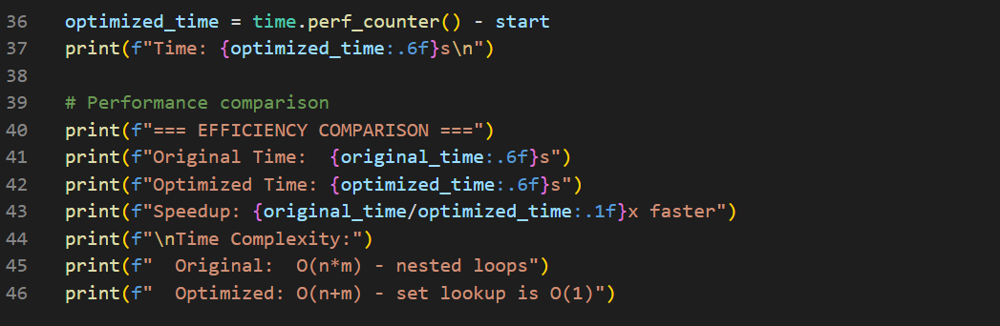 36 optimized_time = time.perf_counter() - start
37 print(f"Time: {optimized_time:.6f}s\n")
38
39 # Performance comparison
40 print(f"=== EFFICIENCY COMPARISON ===")
41 print(f"Original Time:  {original_time:.6f}s")
42 print(f"Optimized Time: {optimized_time:.6f}s")
43 print(f"Speedup: {original_time/optimized_time:.1f}x faster")
44 print(f"\nTime Complexity:")
45 print(f"  Original:  O(n*m) - nested loops")
46 print(f"  Optimized: O(n+m) - set lookup is O(1)")